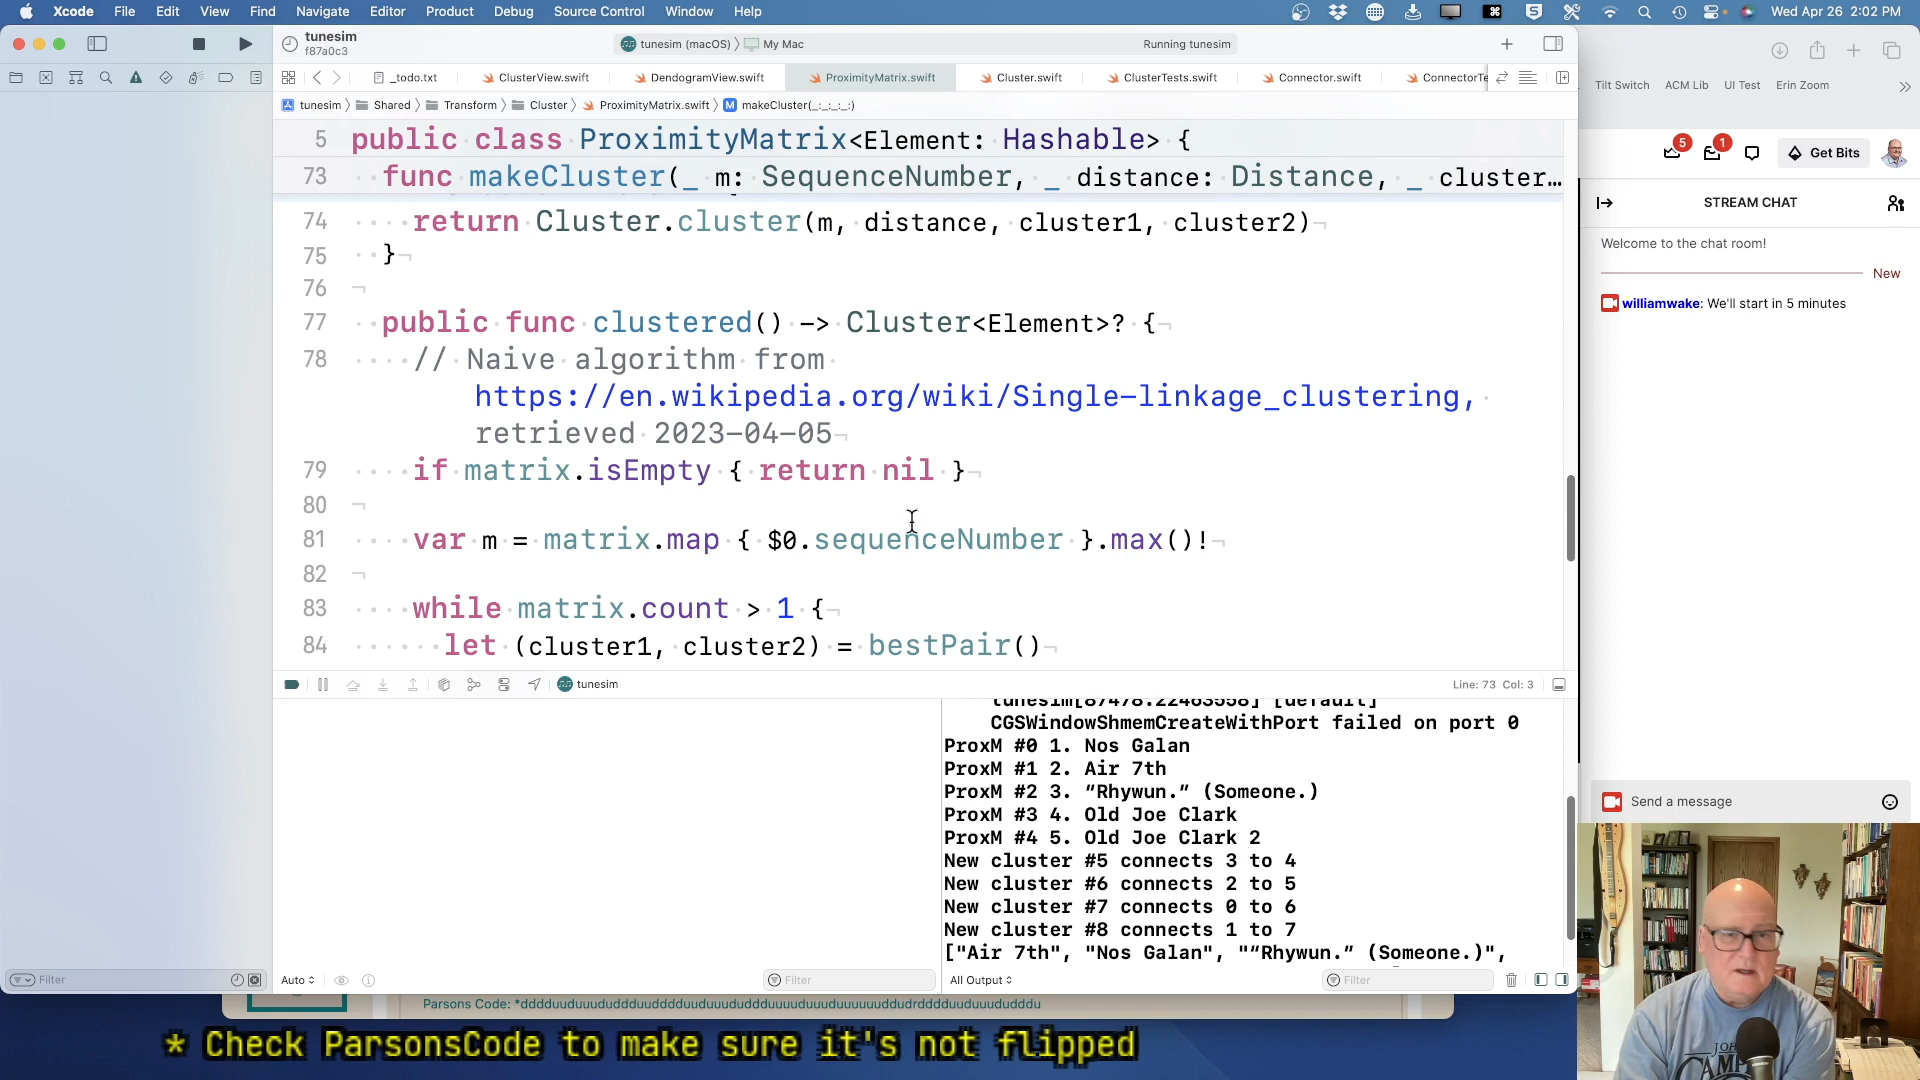 Xcode File Edit View Find Navigate Editor Product Debug Source Control Window Help Wed Apr 26 2:02 PM
tunesim
f87a0c3
tunesim (macOS) 〉 My Mac Running tunesim
_todo.txt ClusterView.swift DendogramView.swift ProximityMatrix.swift Cluster.swift ClusterTests.swift Connector.swift ConnectorTe
tunesim 〉 Shared 〉 Transform 〉 Cluster 〉 ProximityMatrix.swift 〉 M makeCluster(_:_:_:_:)
5 public class ProximityMatrix<Element: Hashable> {
73 func makeCluster(_ m: SequenceNumber, _ distance: Distance, _ cluster…
74 return Cluster.cluster(m, distance, cluster1, cluster2)
75 }
76
77 public func clustered() -> Cluster<Element>? {
78 // Naive algorithm from
https://en.wikipedia.org/wiki/Single-linkage_clustering,
retrieved 2023-04-05
79 if matrix.isEmpty { return nil }
80
81 var m = matrix.map { $0.sequenceNumber }.max()!
82
83 while matrix.count > 1 {
84 let (cluster1, cluster2) = bestPair()
tunesim Line: 73 Col: 3
tunesim[87478:22463558] [default]
CGSWindowShmemCreateWithPort failed on port 0
ProxM #0 1. Nos Galan
ProxM #1 2. Air 7th
ProxM #2 3. “Rhywun.” (Someone.)
ProxM #3 4. Old Joe Clark
ProxM #4 5. Old Joe Clark 2
New cluster #5 connects 3 to 4
New cluster #6 connects 2 to 5
New cluster #7 connects 0 to 6
New cluster #8 connects 1 to 7
["Air 7th", "Nos Galan", "“Rhywun.” (Someone.)",
Filter Auto Filter All Output Filter
Tilt Switch ACM Lib UI Test Erin Zoom
5 1 Get Bits
STREAM CHAT
Welcome to the chat room!
New
williamwake: We'll start in 5 minutes
Send a message
* Check ParsonsCode to make sure it's not flipped